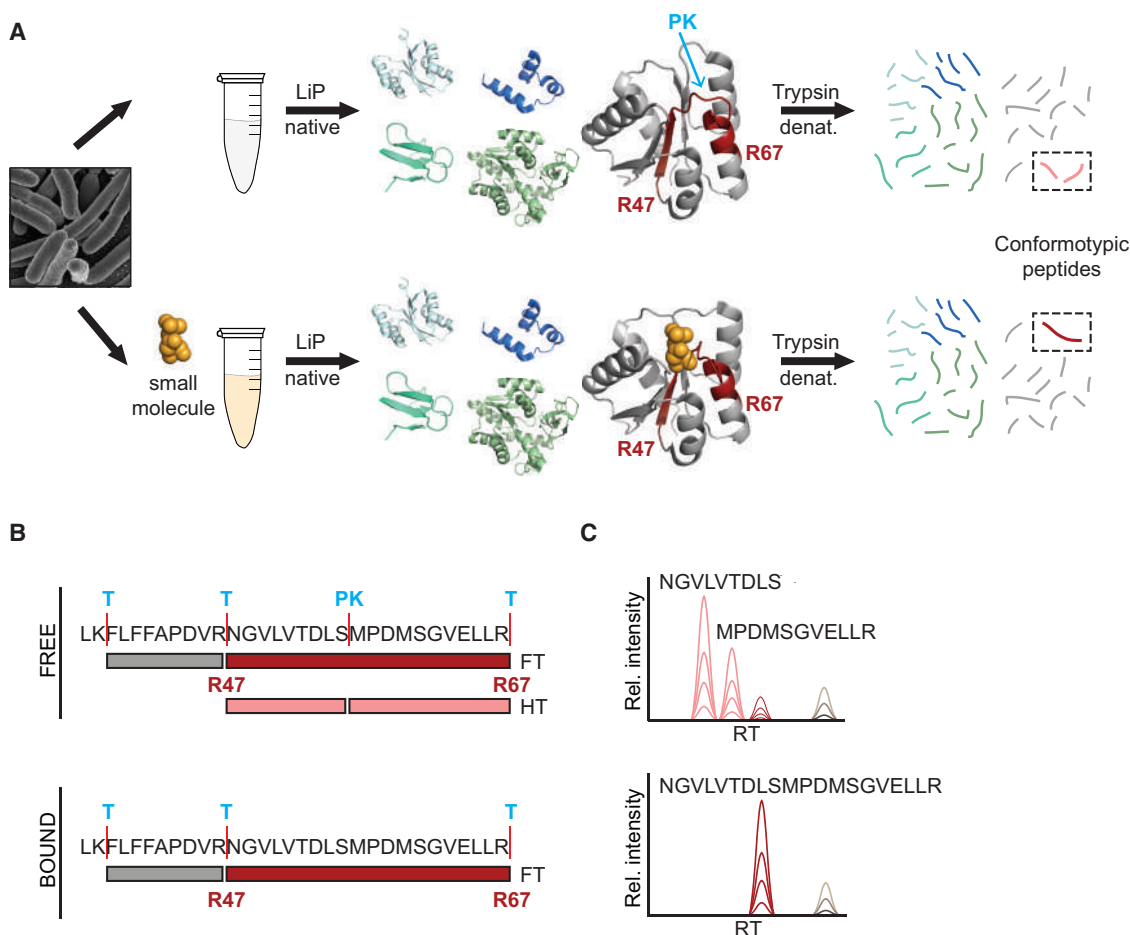 A
LiP
native
PK
R67
R47
Trypsin
denat.
Conformotypic
peptides
small
molecule
LiP
native
R67
R47
Trypsin
denat.
B
FREE
T T PK T
LKFLFFAPDVRNGVLVTDLSMPDMSGVELLR
FT
R47 R67
HT
BOUND
T T T
LKFLFFAPDVRNGVLVTDLSMPDMSGVELLR
FT
R47 R67
C
NGVLVTDLS
MPDMSGVELLR
Rel. intensity
RT
NGVLVTDLSMPDMSGVELLR
Rel. intensity
RT